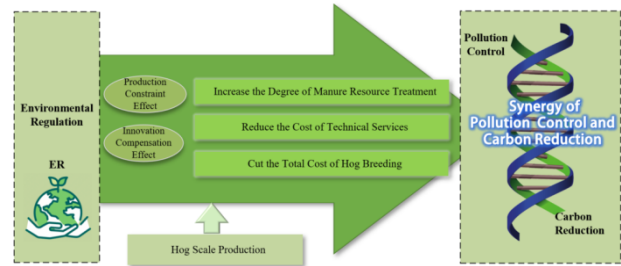 Environmental
Regulation
ER
Production
Constraint
Effect
Innovation
Compensation
Effect
Increase the Degree of Manure Resource Treatment
Reduce the Cost of Technical Services
Cut the Total Cost of Hog Breeding
Hog Scale Production
Pollution
Control
Synergy of
Pollution Control and
Carbon Reduction
Carbon
Reduction